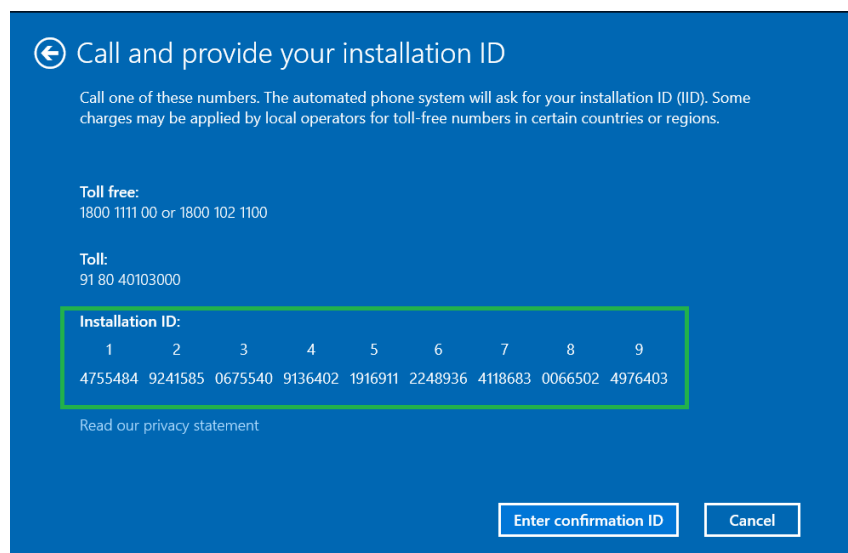 Call and provide your installation ID
Call one of these numbers. The automated phone system will ask for your installation ID (IID). Some
charges may be applied by local operators for toll-free numbers in certain countries or regions.
Toll free:
1800 1111 00 or 1800 102 1100
Toll:
91 80 40103000
Installation ID:
1 2 3 4 5 6 7 8 9
4755484 9241585 0675540 9136402 1916911 2248936 4118683 0066502 4976403
Read our privacy statement
Enter confirmation ID Cancel